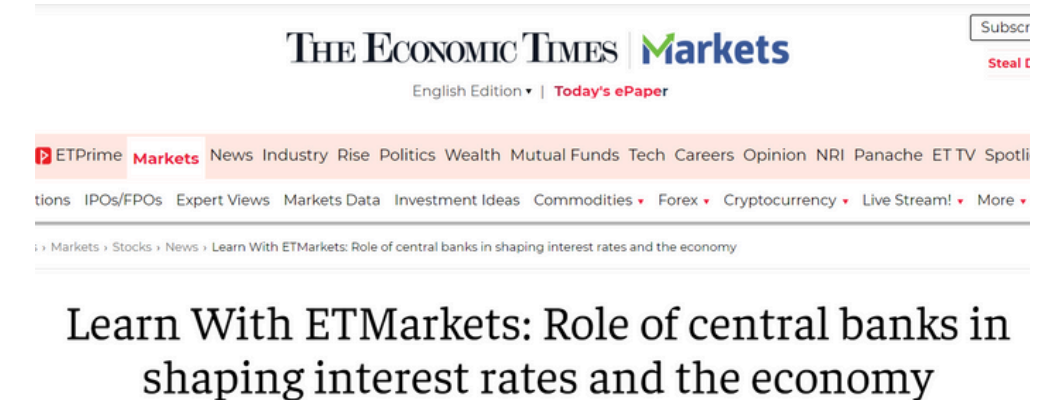 THE ECONOMIC TIMES | Markets
Subscr
Steal D
English Edition ▾ | Today's ePaper
ETPrime Markets News Industry Rise Politics Wealth Mutual Funds Tech Careers Opinion NRI Panache ET TV Spotli
tions IPOs/FPOs Expert Views Markets Data Investment Ideas Commodities ▾ Forex ▾ Cryptocurrency ▾ Live Stream! ▾ More ▾
› Markets › Stocks › News › Learn With ETMarkets: Role of central banks in shaping interest rates and the economy
Learn With ETMarkets: Role of central banks in
shaping interest rates and the economy